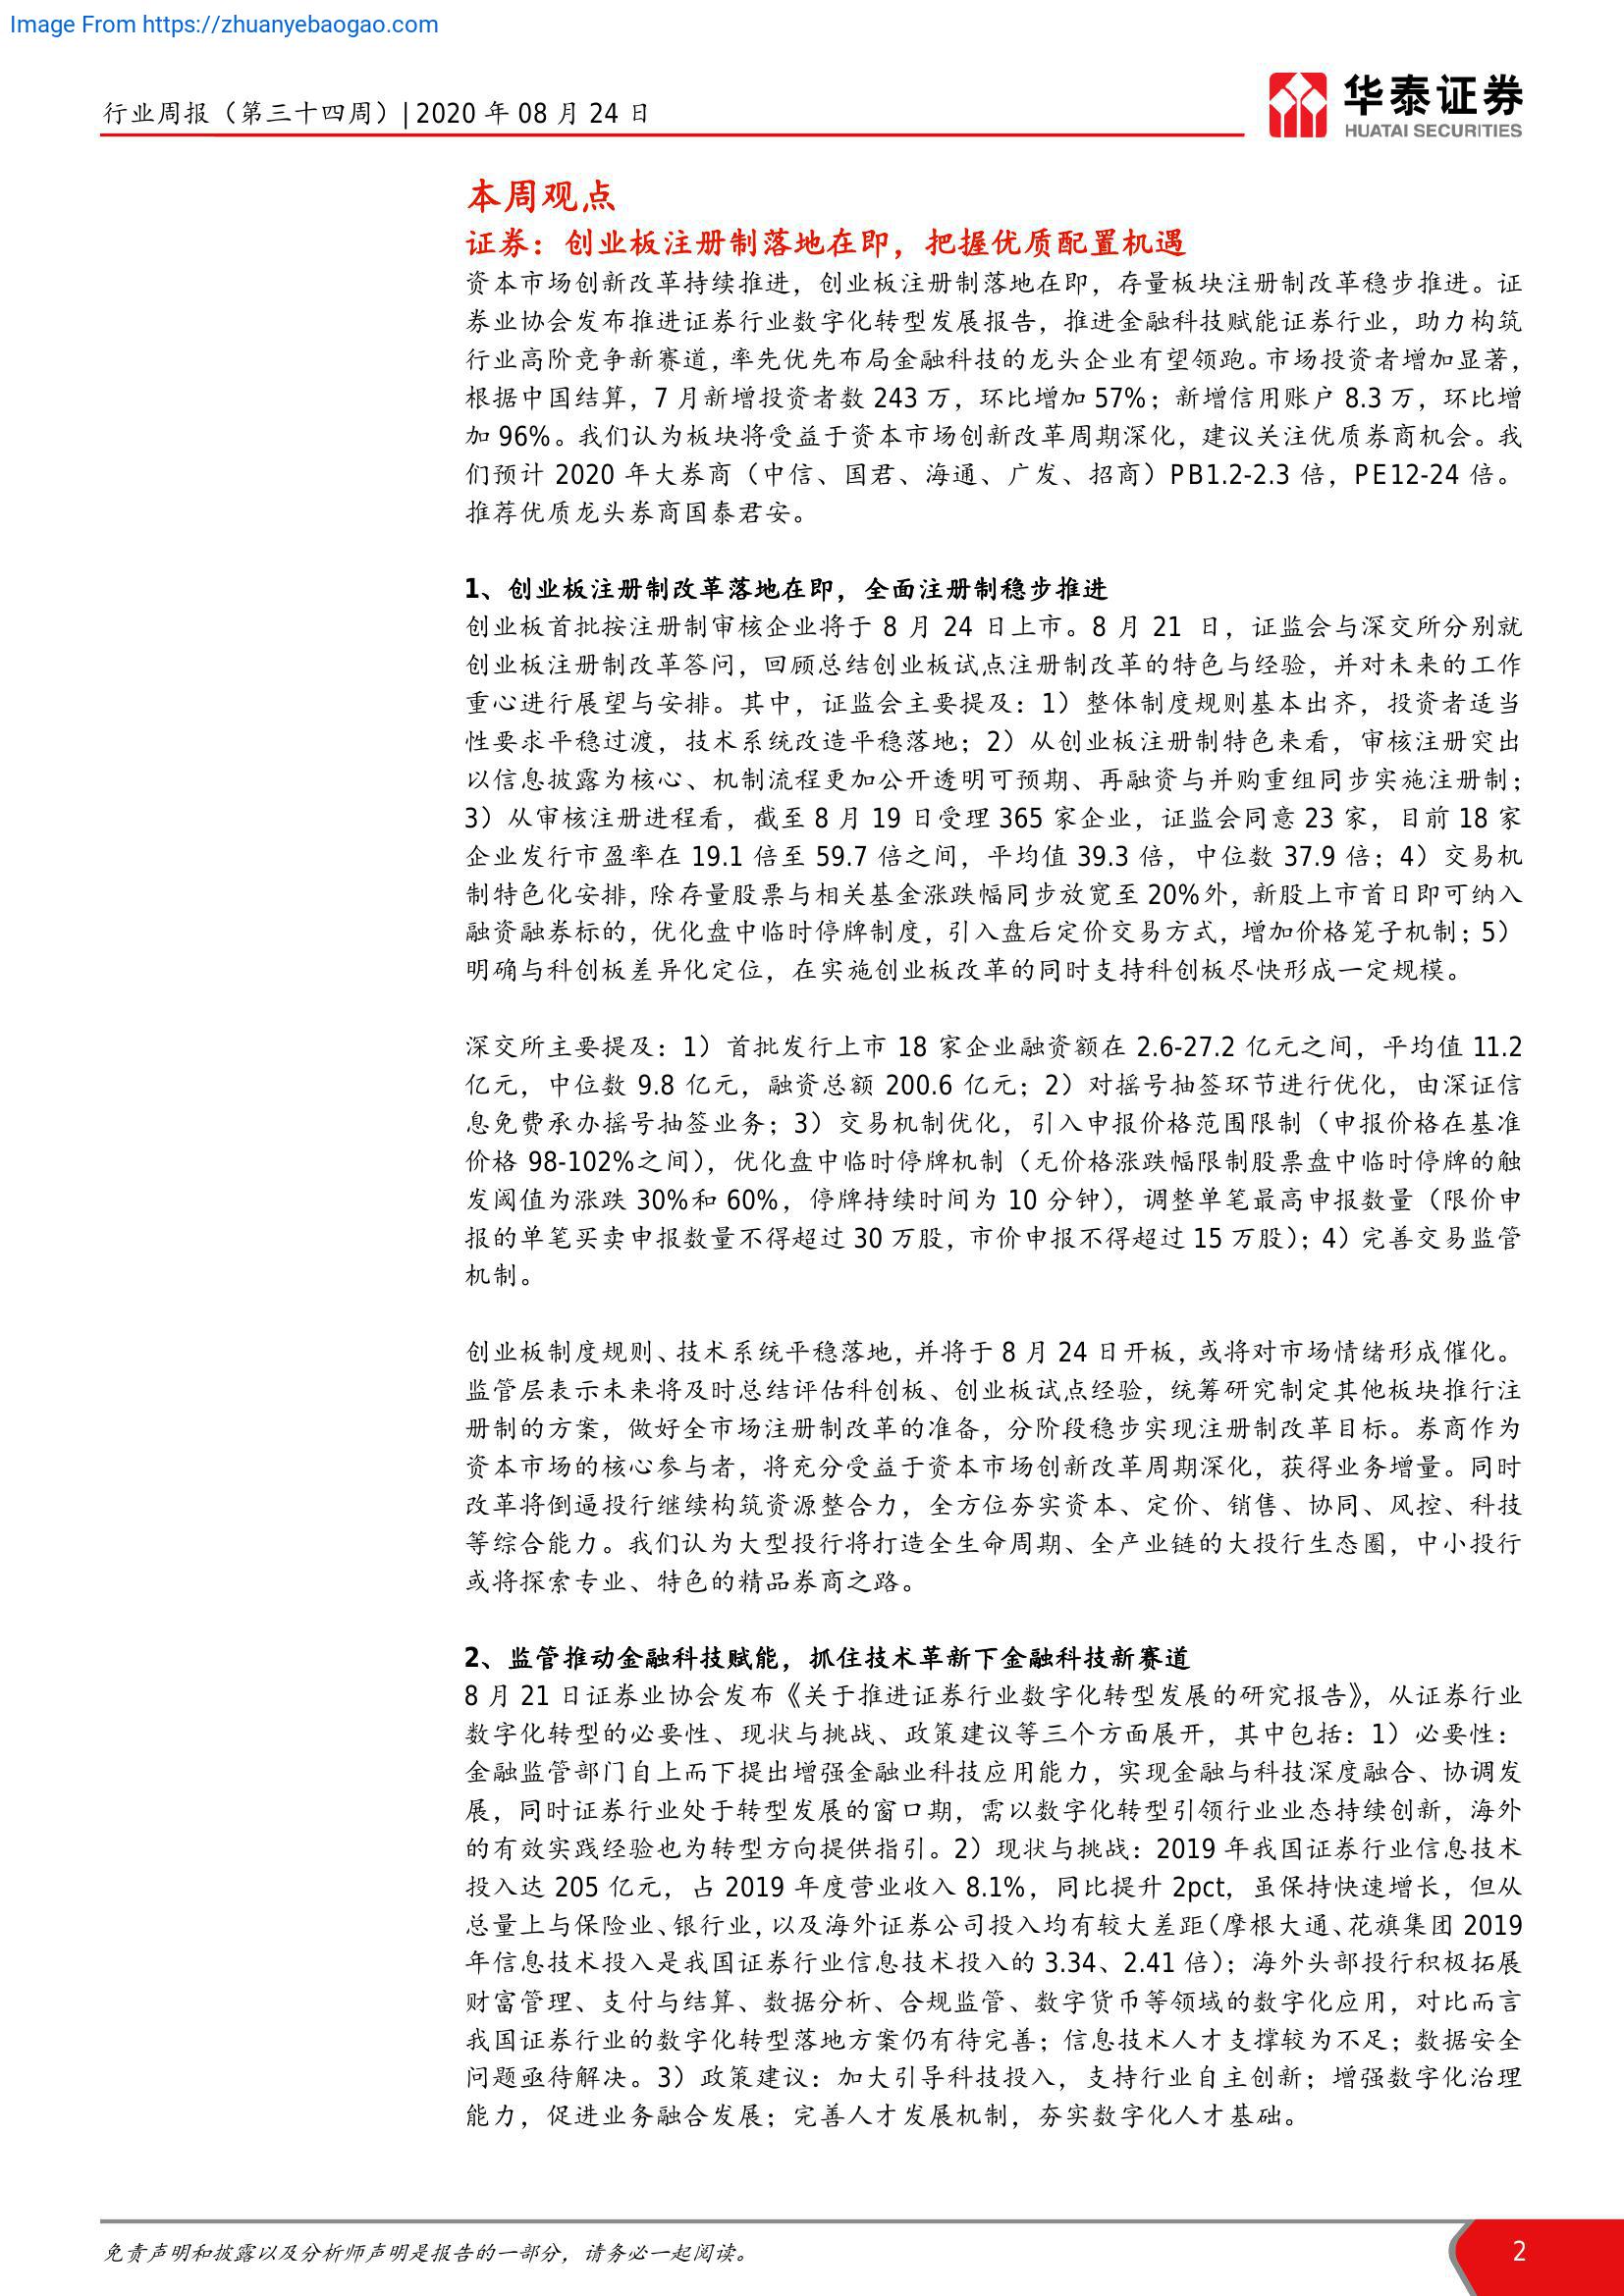 Image From https://zhuanyebaogao.com
行业周报（第三十四周）| 2020 年 08 月 24 日
华泰证券
HUATAI SECURITIES
本周观点
证券：创业板注册制落地在即，把握优质配置机遇
资本市场创新改革持续推进，创业板注册制落地在即，存量板块注册制改革稳步推进。证
券业协会发布推进证券行业数字化转型发展报告，推进金融科技赋能证券行业，助力构筑
行业高阶竞争新赛道，率先优先布局金融科技的龙头企业有望领跑。市场投资者增加显著，
根据中国结算，7 月新增投资者数 243 万，环比增加 57%；新增信用账户 8.3 万，环比增
加 96%。我们认为板块将受益于资本市场创新改革周期深化，建议关注优质券商机会。我
们预计 2020 年大券商（中信、国君、海通、广发、招商）PB1.2-2.3 倍，PE12-24 倍。
推荐优质龙头券商国泰君安。
1、创业板注册制改革落地在即，全面注册制稳步推进
创业板首批按注册制审核企业将于 8 月 24 日上市。8 月 21 日，证监会与深交所分别就
创业板注册制改革答问，回顾总结创业板试点注册制改革的特色与经验，并对未来的工作
重心进行展望与安排。其中，证监会主要提及：1）整体制度规则基本出齐，投资者适当
性要求平稳过渡，技术系统改造平稳落地；2）从创业板注册制特色来看，审核注册突出
以信息披露为核心、机制流程更加公开透明可预期、再融资与并购重组同步实施注册制；
3）从审核注册进程看，截至 8 月 19 日受理 365 家企业，证监会同意 23 家，目前 18 家
企业发行市盈率在 19.1 倍至 59.7 倍之间，平均值 39.3 倍，中位数 37.9 倍；4）交易机
制特色化安排，除存量股票与相关基金涨跌幅同步放宽至 20%外，新股上市首日即可纳入
融资融券标的，优化盘中临时停牌制度，引入盘后定价交易方式，增加价格笼子机制；5）
明确与科创板差异化定位，在实施创业板改革的同时支持科创板尽快形成一定规模。
深交所主要提及：1）首批发行上市 18 家企业融资额在 2.6-27.2 亿元之间，平均值 11.2
亿元，中位数 9.8 亿元，融资总额 200.6 亿元；2）对摇号抽签环节进行优化，由深证信
息免费承办摇号抽签业务；3）交易机制优化，引入申报价格范围限制（申报价格在基准
价格 98-102%之间），优化盘中临时停牌机制（无价格涨跌幅限制股票盘中临时停牌的触
发阈值为涨跌 30%和 60%，停牌持续时间为 10 分钟），调整单笔最高申报数量（限价申
报的单笔买卖申报数量不得超过 30 万股，市价申报不得超过 15 万股）；4）完善交易监管
机制。
创业板制度规则、技术系统平稳落地，并将于 8 月 24 日开板，或将对市场情绪形成催化。
监管层表示未来将及时总结评估科创板、创业板试点经验，统筹研究制定其他板块推行注
册制的方案，做好全市场注册制改革的准备，分阶段稳步实现注册制改革目标。券商作为
资本市场的核心参与者，将充分受益于资本市场创新改革周期深化，获得业务增量。同时
改革将倒逼投行继续构筑资源整合力，全方位夯实资本、定价、销售、协同、风控、科技
等综合能力。我们认为大型投行将打造全生命周期、全产业链的大投行生态圈，中小投行
或将探索专业、特色的精品券商之路。
2、监管推动金融科技赋能，抓住技术革新下金融科技新赛道
8 月 21 日证券业协会发布《关于推进证券行业数字化转型发展的研究报告》，从证券行业
数字化转型的必要性、现状与挑战、政策建议等三个方面展开，其中包括：1）必要性：
金融监管部门自上而下提出增强金融业科技应用能力，实现金融与科技深度融合、协调发
展，同时证券行业处于转型发展的窗口期，需以数字化转型引领行业业态持续创新，海外
的有效实践经验也为转型方向提供指引。2）现状与挑战：2019 年我国证券行业信息技术
投入达 205 亿元，占 2019 年度营业收入 8.1%，同比提升 2pct，虽保持快速增长，但从
总量上与保险业、银行业，以及海外证券公司投入均有较大差距（摩根大通、花旗集团 2019
年信息技术投入是我国证券行业信息技术投入的 3.34、2.41 倍）；海外头部投行积极拓展
财富管理、支付与结算、数据分析、合规监管、数字货币等领域的数字化应用，对比而言
我国证券行业的数字化转型落地方案仍有待完善；信息技术人才支撑较为不足；数据安全
问题亟待解决。3）政策建议：加大引导科技投入，支持行业自主创新；增强数字化治理
能力，促进业务融合发展；完善人才发展机制，夯实数字化人才基础。
免责声明和披露以及分析师声明是报告的一部分，请务必一起阅读。
2